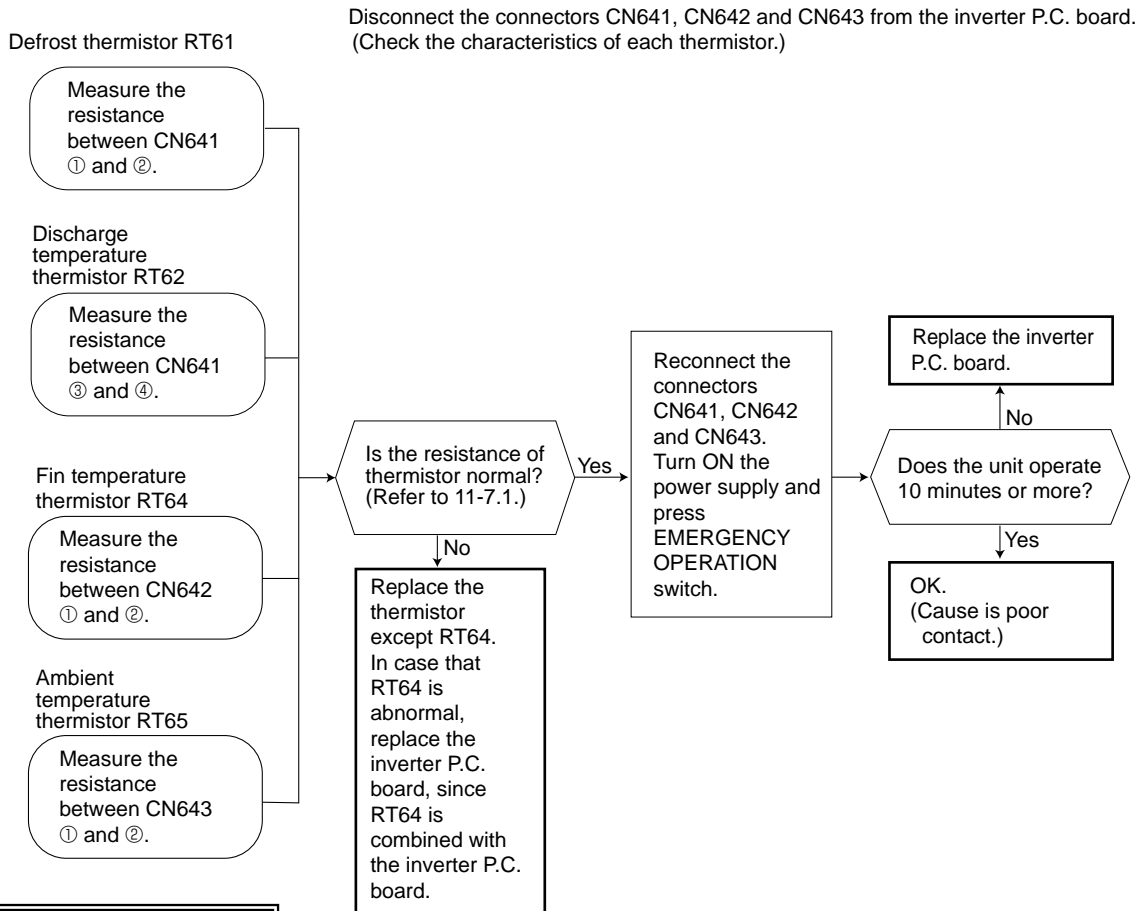 Disconnect the connectors CN641, CN642 and CN643 from the inverter P.C. board.
(Check the characteristics of each thermistor.)
Defrost thermistor RT61
Measure the
resistance
between CN641
① and ②.
Discharge
temperature
thermistor RT62
Measure the
resistance
between CN641
③ and ④.
Fin temperature
thermistor RT64
Measure the
resistance
between CN642
① and ②.
Ambient
temperature
thermistor RT65
Measure the
resistance
between CN643
① and ②.
Is the resistance of
thermistor normal?
(Refer to 11-7.1.)
Yes
No
Replace the
thermistor
except RT64.
In case that
RT64 is
abnormal,
replace the
inverter P.C.
board, since
RT64 is
combined with
the inverter P.C.
board.
Reconnect the
connectors
CN641, CN642
and CN643.
Turn ON the
power supply and
press
EMERGENCY
OPERATION
switch.
Replace the inverter
P.C. board.
No
Does the unit operate
10 minutes or more?
Yes
OK.
(Cause is poor
contact.)